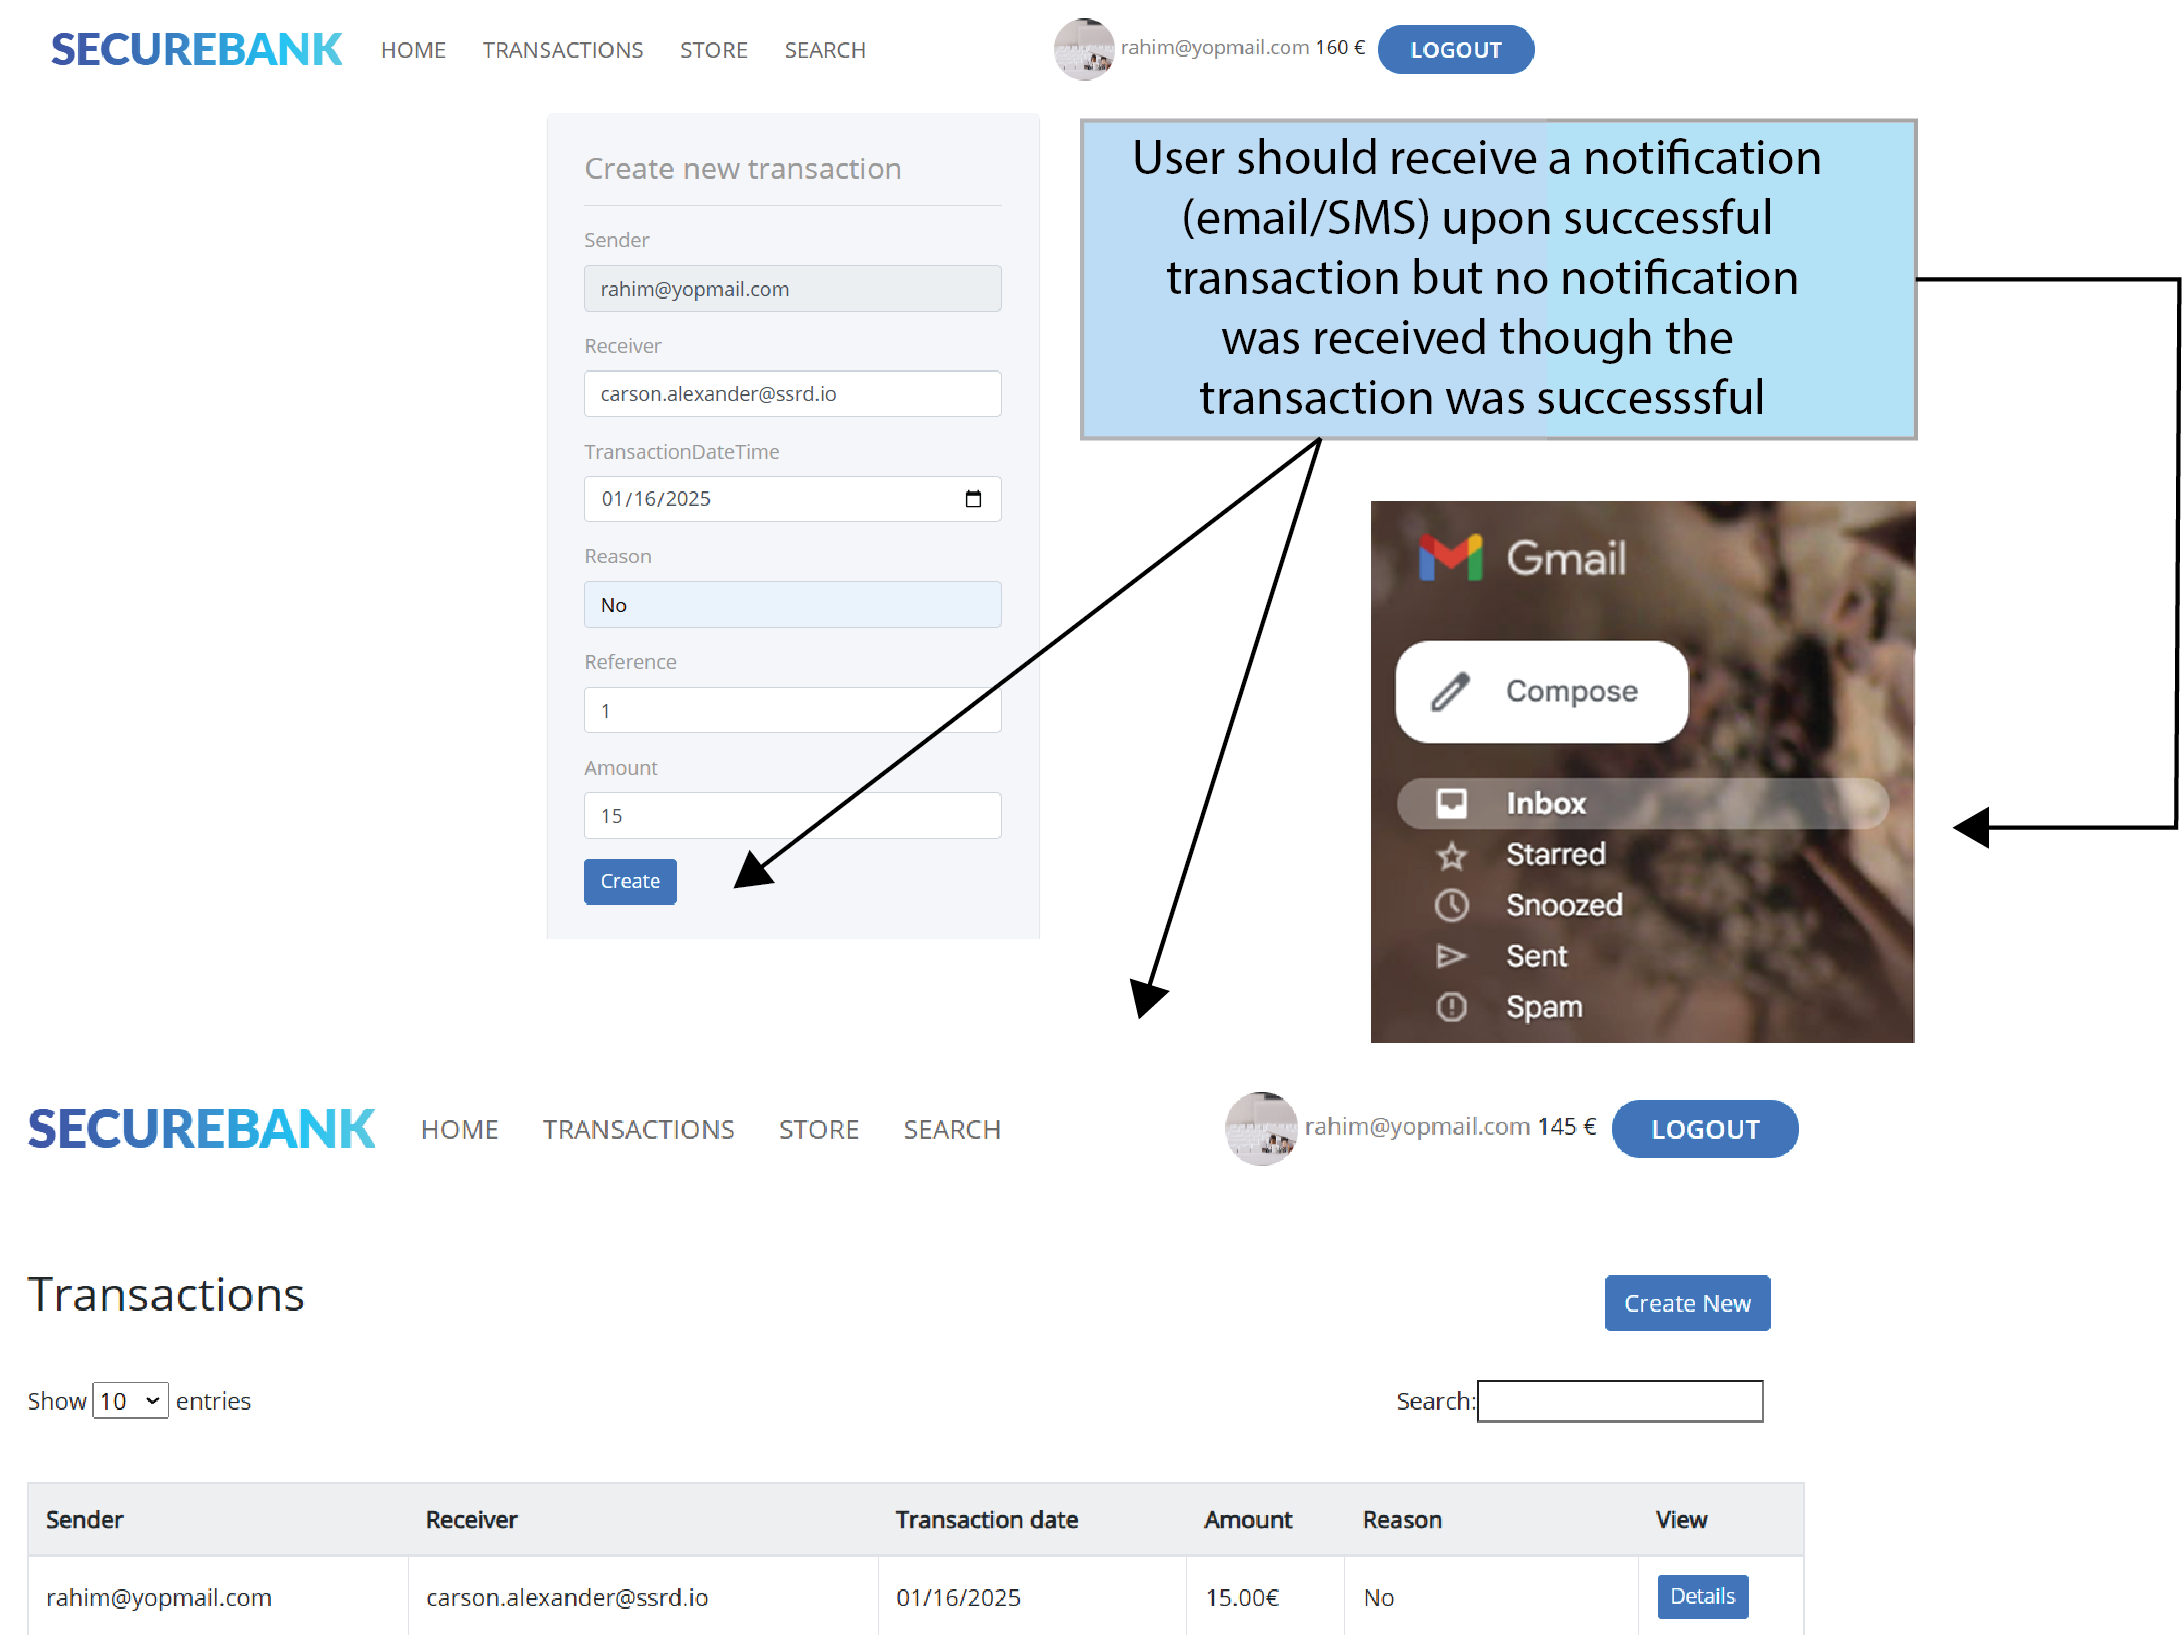 SECUREBANK HOME TRANSACTIONS STORE SEARCH rahim@yopmail.com 160 € LOGOUT
Create new transaction
Sender
rahim@yopmail.com
Receiver
carson.alexander@ssrd.io
TransactionDateTime
01/16/2025
Reason
No
Reference
1
Amount
15
Create
User should receive a notification
(email/SMS) upon successful
transaction but no notification
was received though the
transaction was successsful
Gmail
Compose
Inbox
Starred
Snoozed
Sent
Spam
SECUREBANK HOME TRANSACTIONS STORE SEARCH rahim@yopmail.com 145 € LOGOUT
Transactions Create New
Show 10 entries Search:
Sender Receiver Transaction date Amount Reason View
rahim@yopmail.com carson.alexander@ssrd.io 01/16/2025 15.00€ No Details